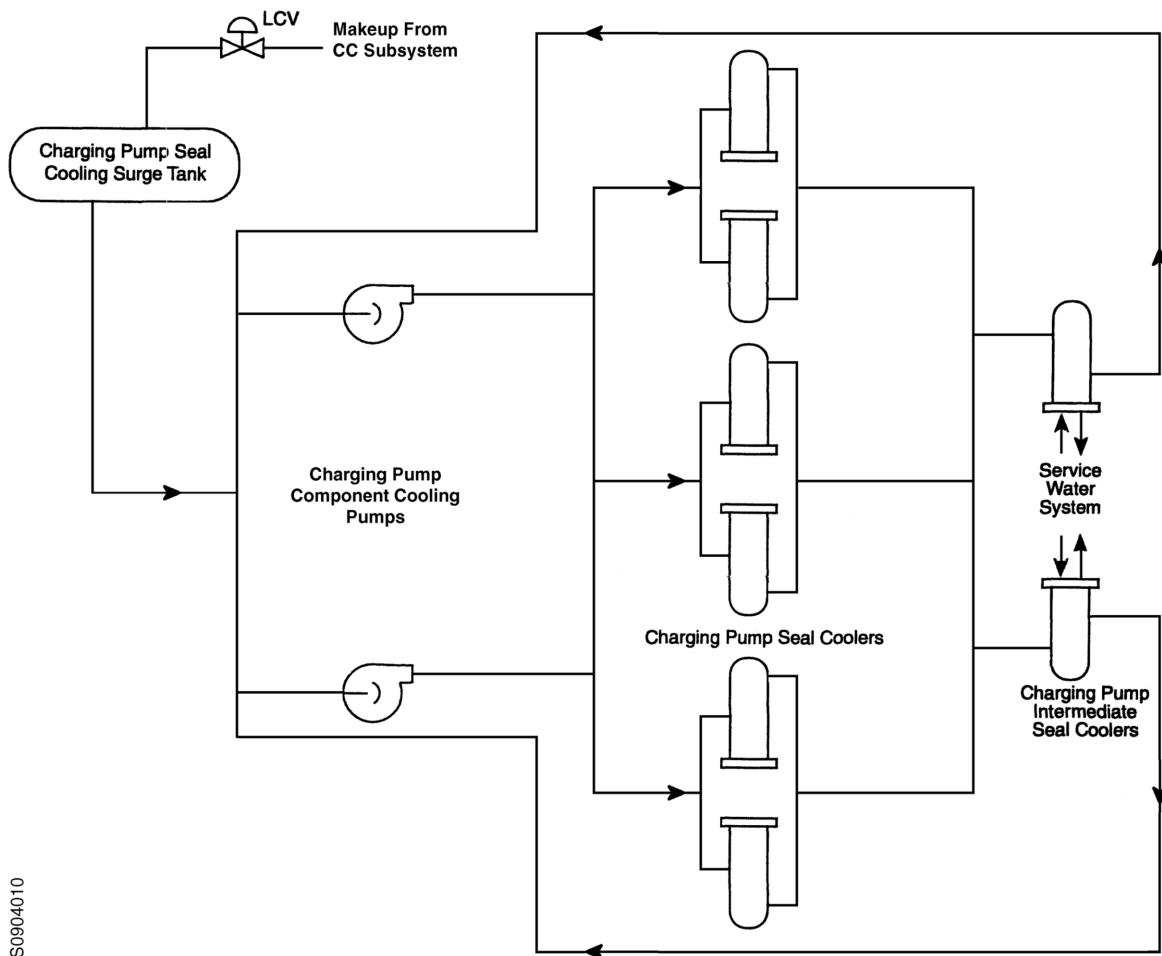 LCV
Makeup From
CC Subsystem
Charging Pump Seal
Cooling Surge Tank
Charging Pump
Component Cooling
Pumps
Service
Water
System
Charging Pump Seal Coolers
Charging Pump
Intermediate
Seal Coolers
S0904010